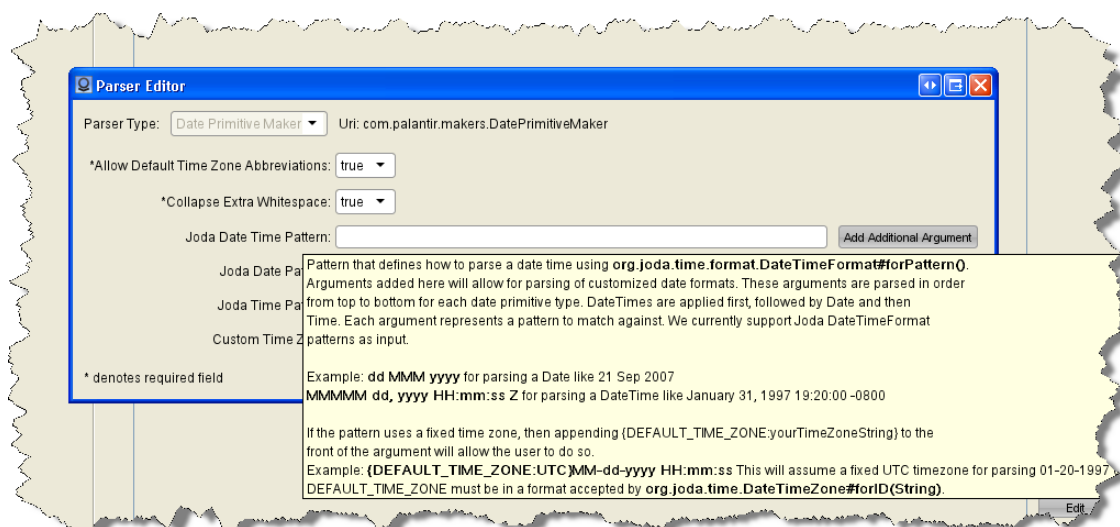 Parser Editor
Parser Type: Date Primitive Maker Uri: com.palantir.makers.DatePrimitiveMaker
*Allow Default Time Zone Abbreviations: true
*Collapse Extra Whitespace: true
Joda Date Time Pattern: Add Additional Argument
Joda Date Pa
Joda Time Pa
Custom Time Z
* denotes required field
Pattern that defines how to parse a date time using org.joda.time.format.DateTimeFormat#forPattern().
Arguments added here will allow for parsing of customized date formats. These arguments are parsed in order
from top to bottom for each date primitive type. DateTimes are applied first, followed by Date and then
Time. Each argument represents a pattern to match against. We currently support Joda DateTimeFormat
patterns as input.
Example: dd MMM yyyy for parsing a Date like 21 Sep 2007
MMMMM dd, yyyy HH:mm:ss Z for parsing a DateTime like January 31, 1997 19:20:00 -0800
If the pattern uses a fixed time zone, then appending {DEFAULT_TIME_ZONE:yourTimeZoneString} to the
front of the argument will allow the user to do so.
Example: {DEFAULT_TIME_ZONE:UTC}MM-dd-yyyy HH:mm:ss This will assume a fixed UTC timezone for parsing 01-20-1997
DEFAULT_TIME_ZONE must be in a format accepted by org.joda.time.DateTimeZone#forID(String).
Edit